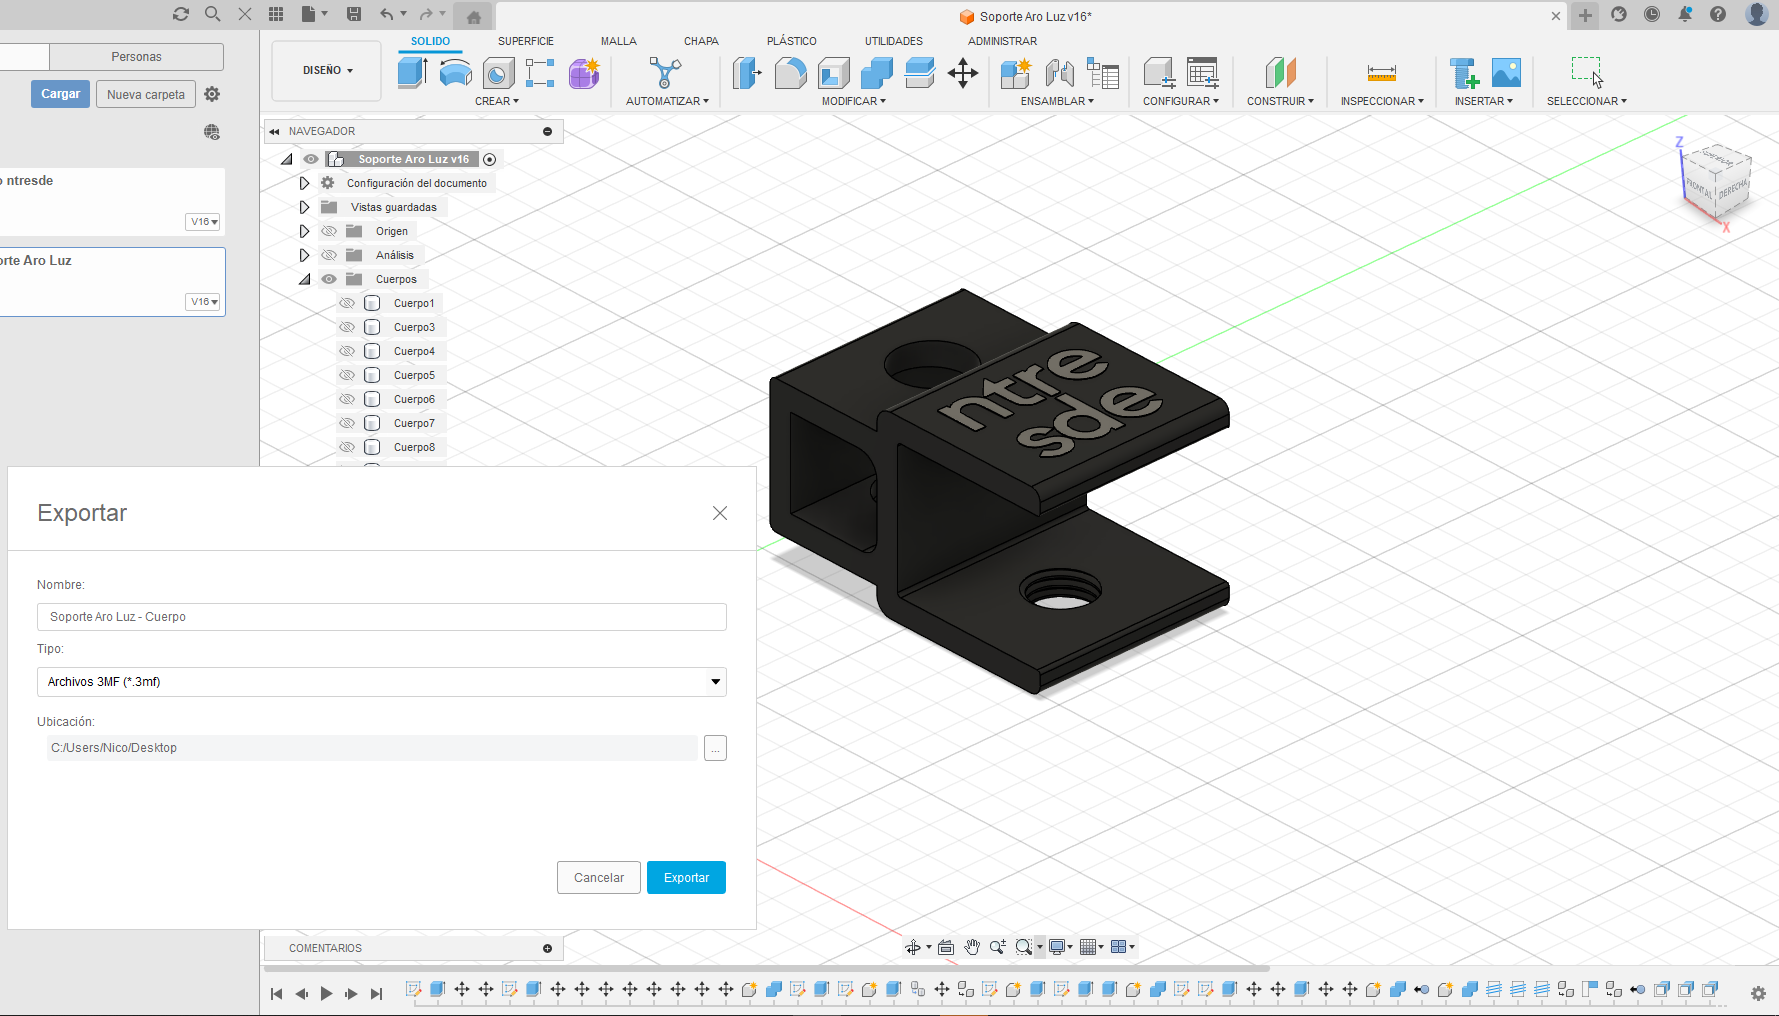 Soporte Aro Luz v16*
Personas
Cargar
Nueva carpeta
o ntresde
V16
orte Aro Luz
V16
DISEÑO
SOLIDO
SUPERFICIE
MALLA
CHAPA
PLÁSTICO
UTILIDADES
ADMINISTRAR
CREAR
AUTOMATIZAR
MODIFICAR
ENSAMBLAR
CONFIGURAR
CONSTRUIR
INSPECCIONAR
INSERTAR
SELECCIONAR
NAVEGADOR
Soporte Aro Luz v16
Configuración del documento
Vistas guardadas
Origen
Análisis
Cuerpos
Cuerpo1
Cuerpo3
Cuerpo4
Cuerpo5
Cuerpo6
Cuerpo7
Cuerpo8
Z
SUPERIOR
FRONTAL
DERECHA
X
ntre
sde
Exportar
Nombre:
Soporte Aro Luz - Cuerpo
Tipo:
Archivos 3MF (*.3mf)
Ubicación:
C:/Users/Nico/Desktop
...
Cancelar
Exportar
COMENTARIOS